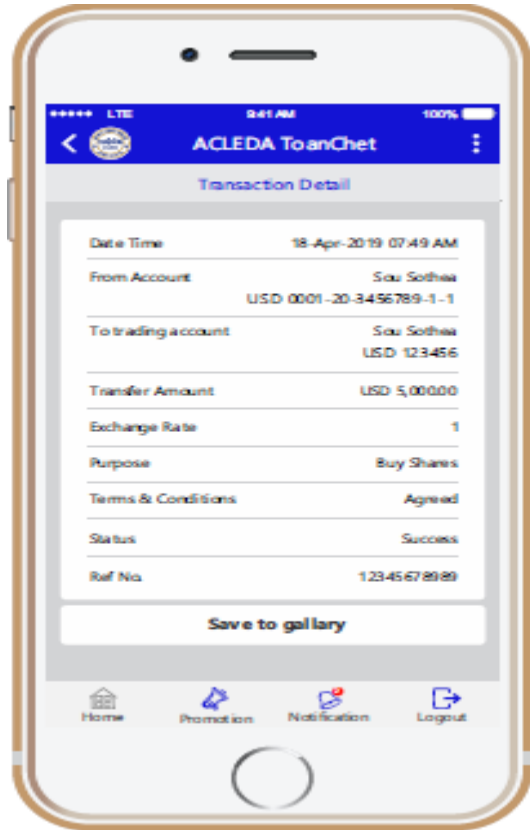 LTE 9:41 AM 100%
ACLEDA ToanChet
Transaction Detail
Date Time 18-Apr-2019 07:49 AM
From Account Sou Sothea
USD 0001-20-3456789-1-1
To trading account Sou Sothea
USD 123456
Transfer Amount USD 5,000.00
Exchange Rate 1
Purpose Buy Shares
Terms & Conditions Agreed
Status Success
Ref No. 12345678989
Save to gallary
Home Promotion Notification Logout